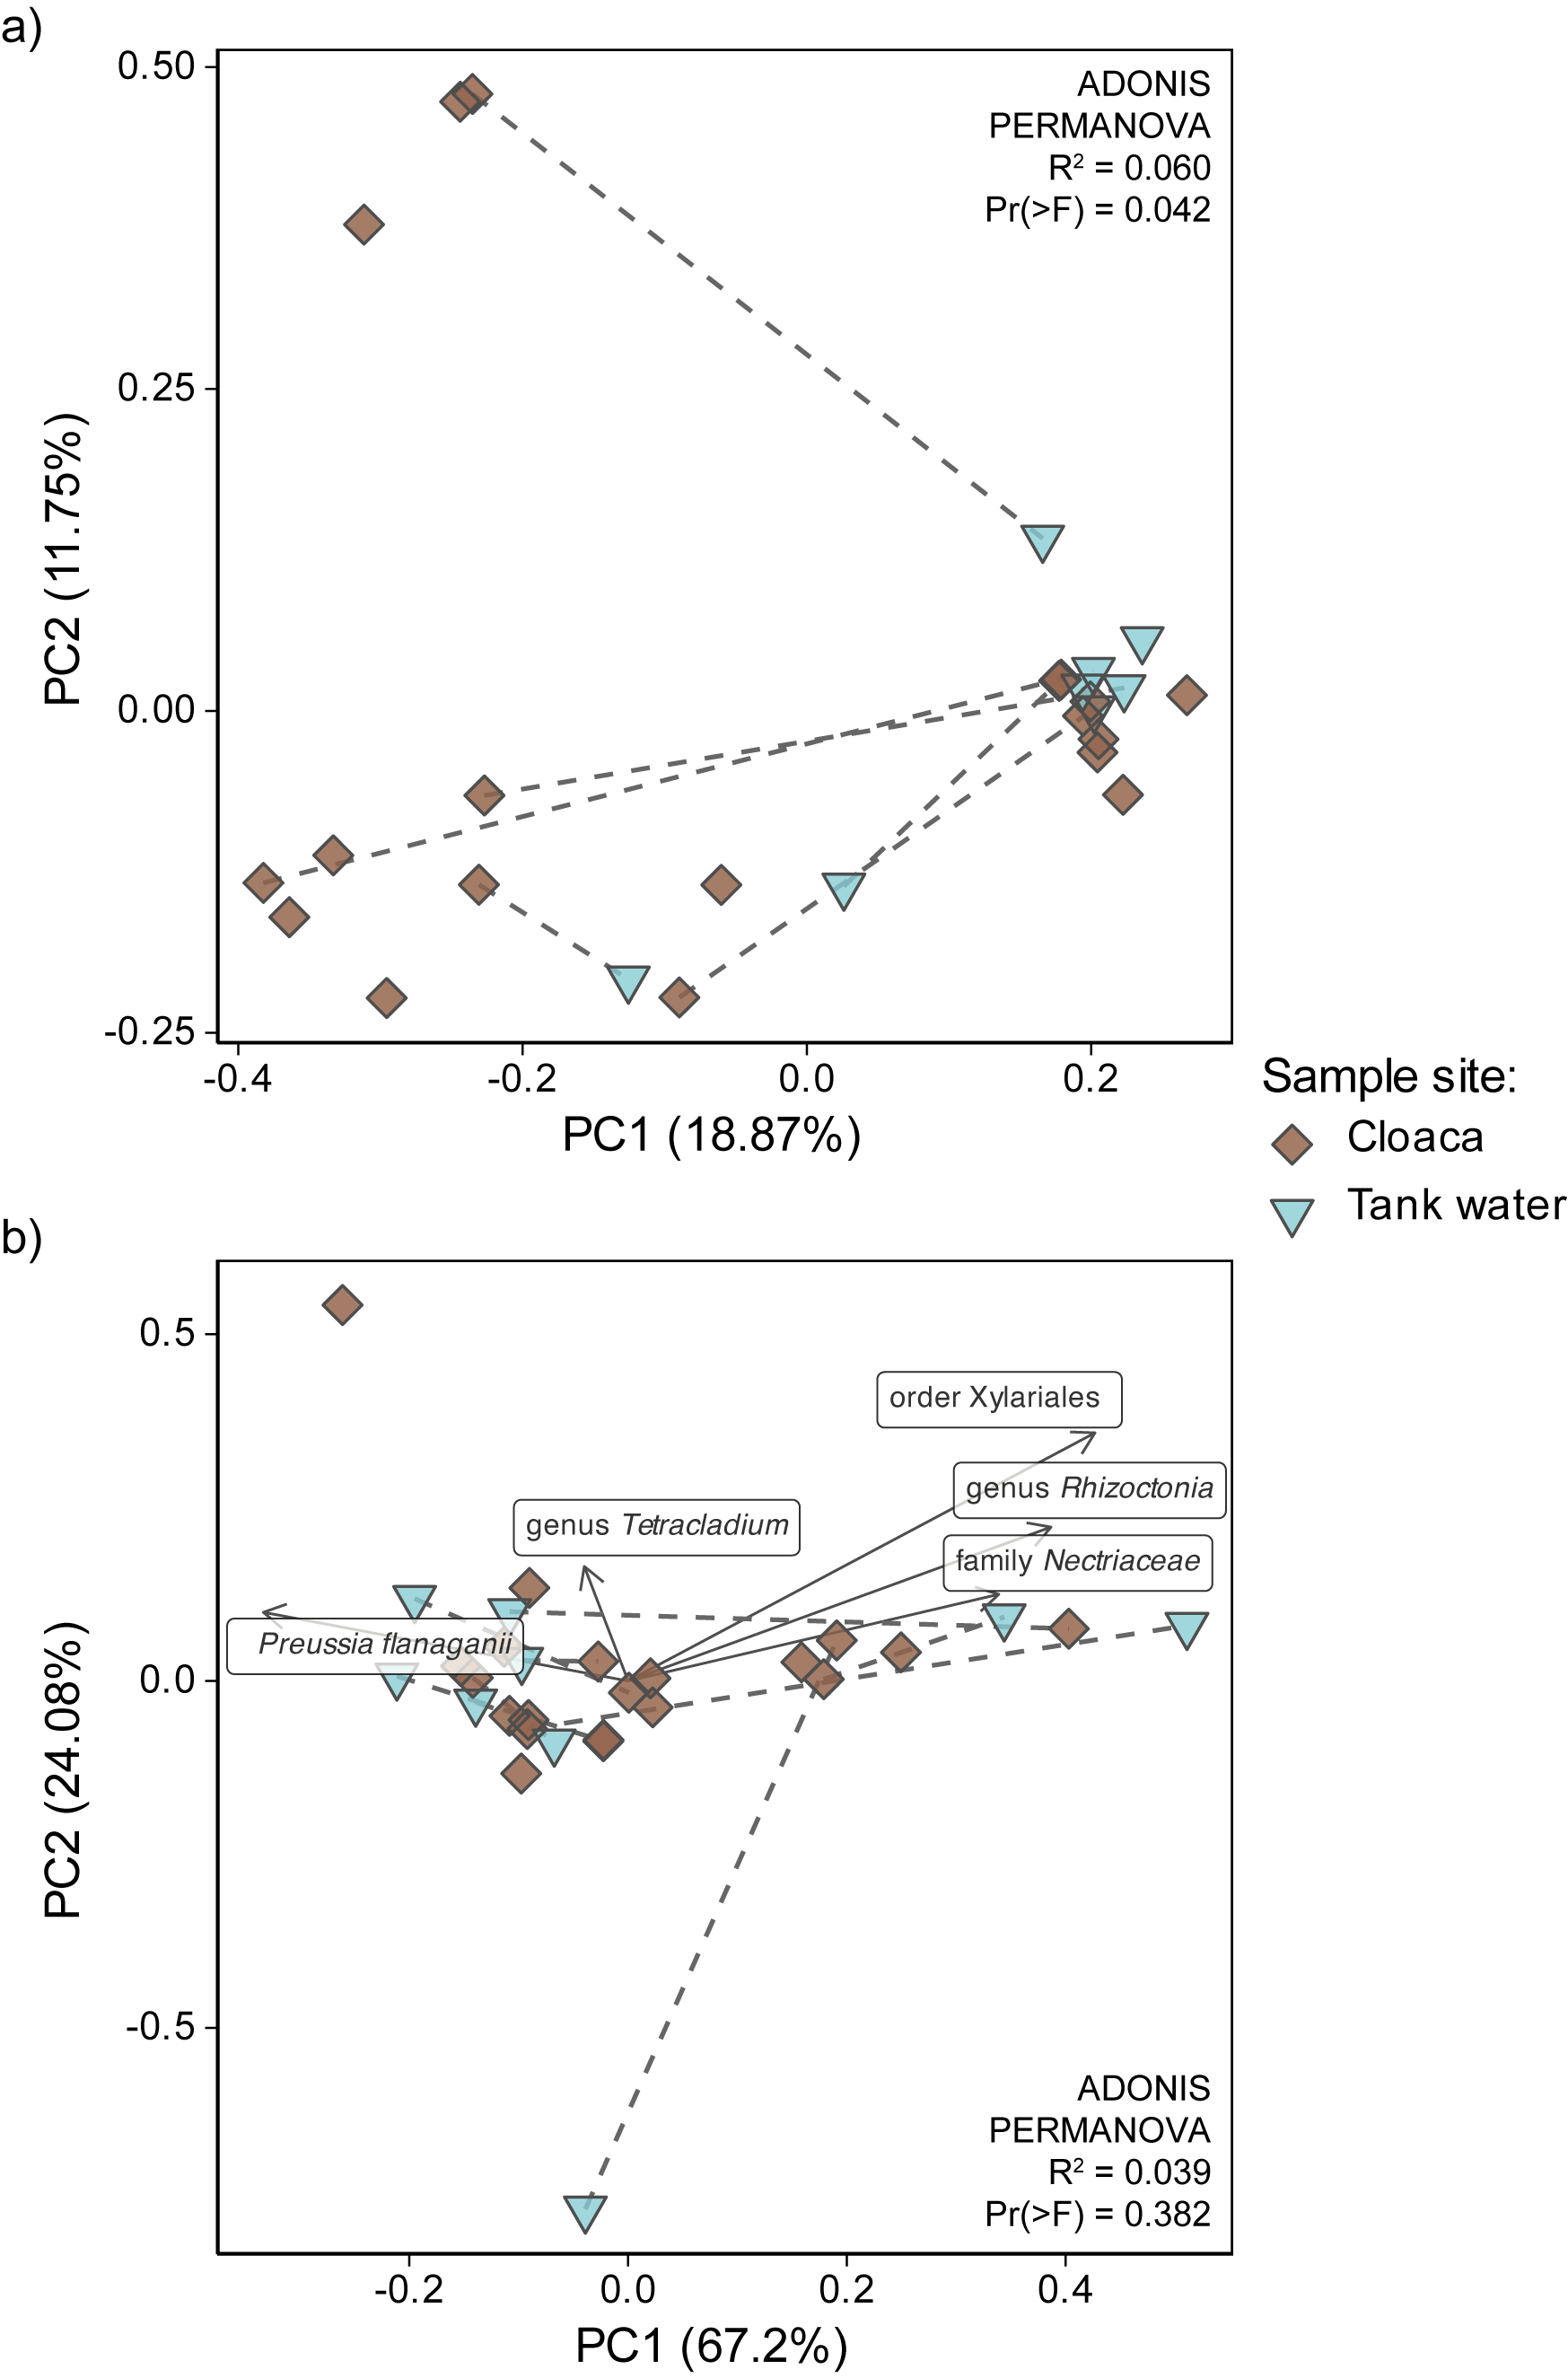 a)
ADONIS
PERMANOVA
R² = 0.060
Pr(>F) = 0.042
0.50
0.25
0.00
-0.25
PC2 (11.75%)
-0.4
-0.2
0.0
0.2
PC1 (18.87%)
Sample site:
Cloaca
Tank water
b)
order Xylariales
genus Rhizoctonia
genus Tetracladium
family Nectriaceae
Preussia flanaganii
0.5
0.0
-0.5
PC2 (24.08%)
ADONIS
PERMANOVA
R² = 0.039
Pr(>F) = 0.382
-0.2
0.0
0.2
0.4
PC1 (67.2%)